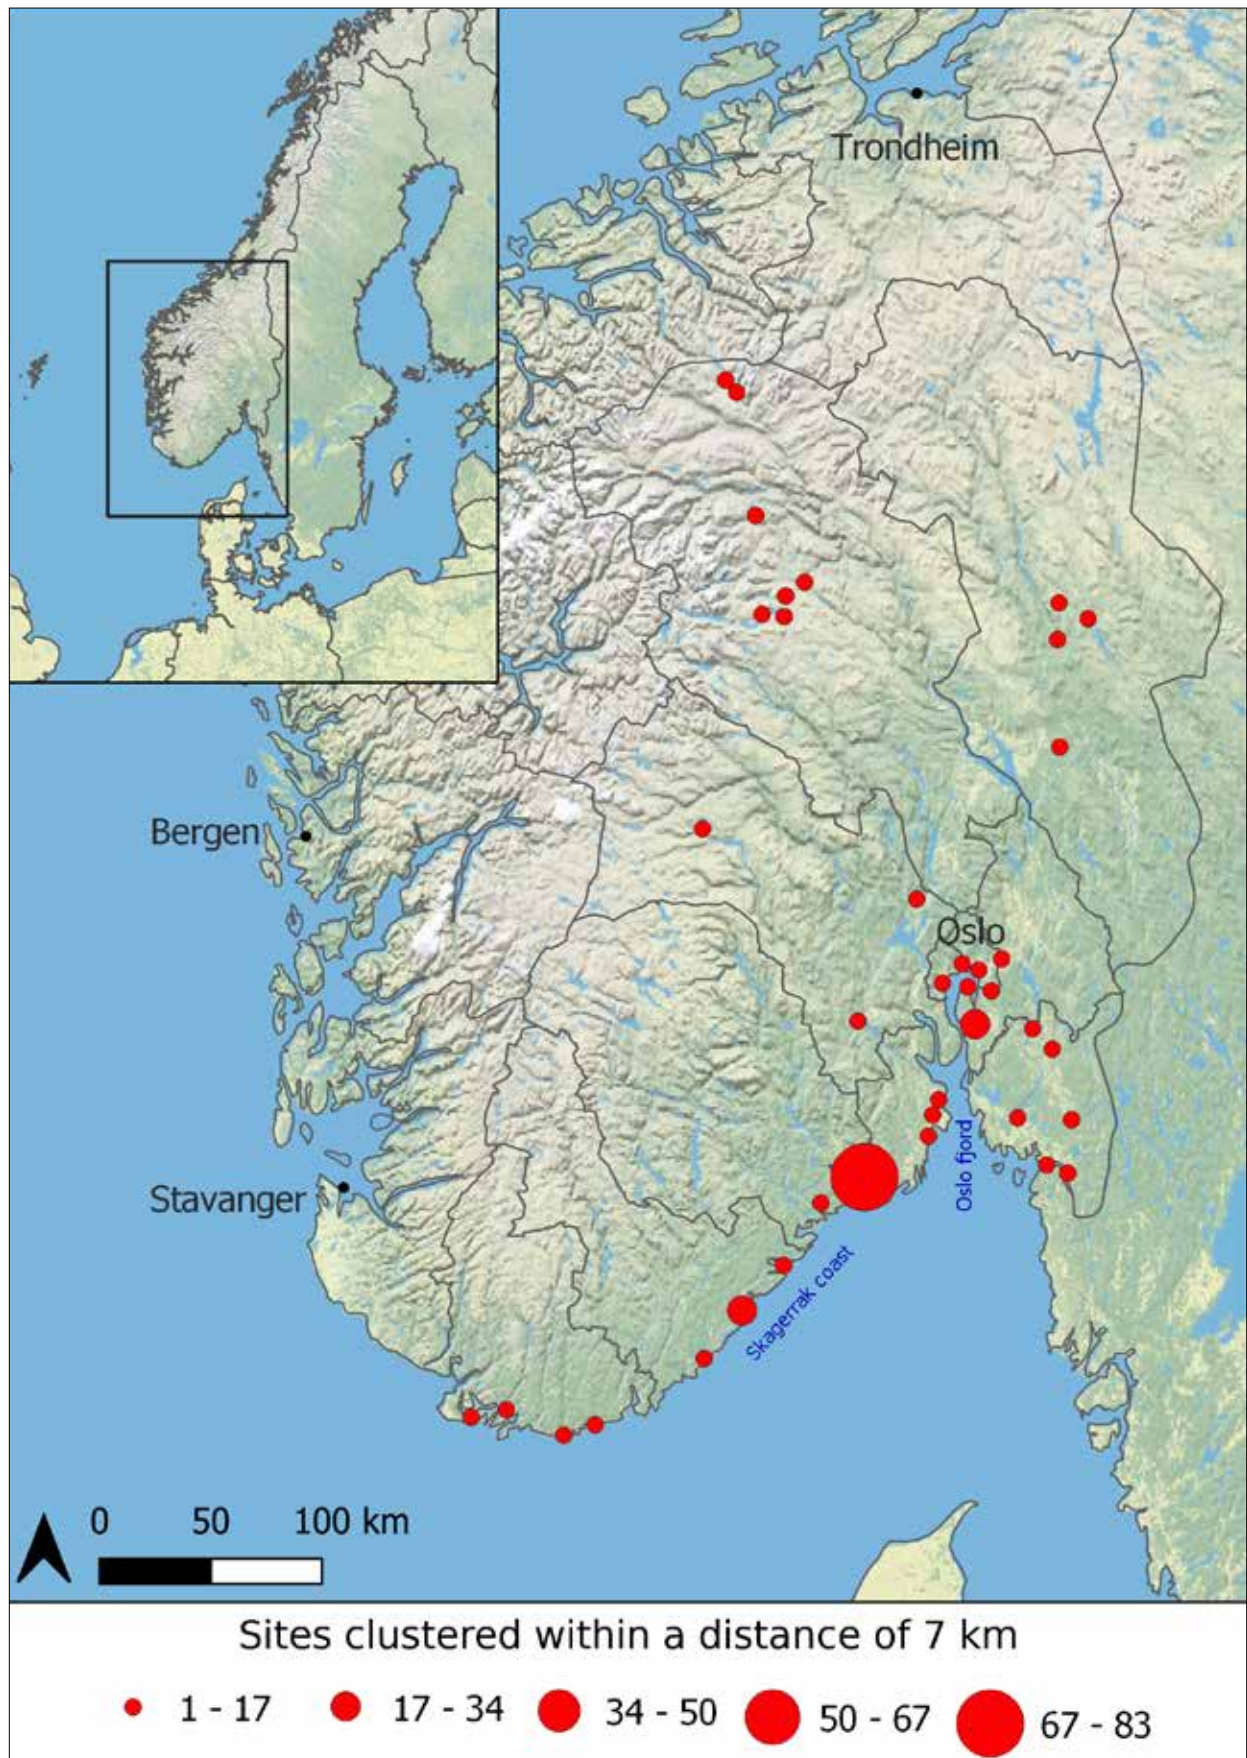 Trondheim
Bergen
Oslo
Stavanger
Oslo fjord
Skagerrak coast
0 50 100 km
Sites clustered within a distance of 7 km
1 - 17 17 - 34 34 - 50 50 - 67 67 - 83